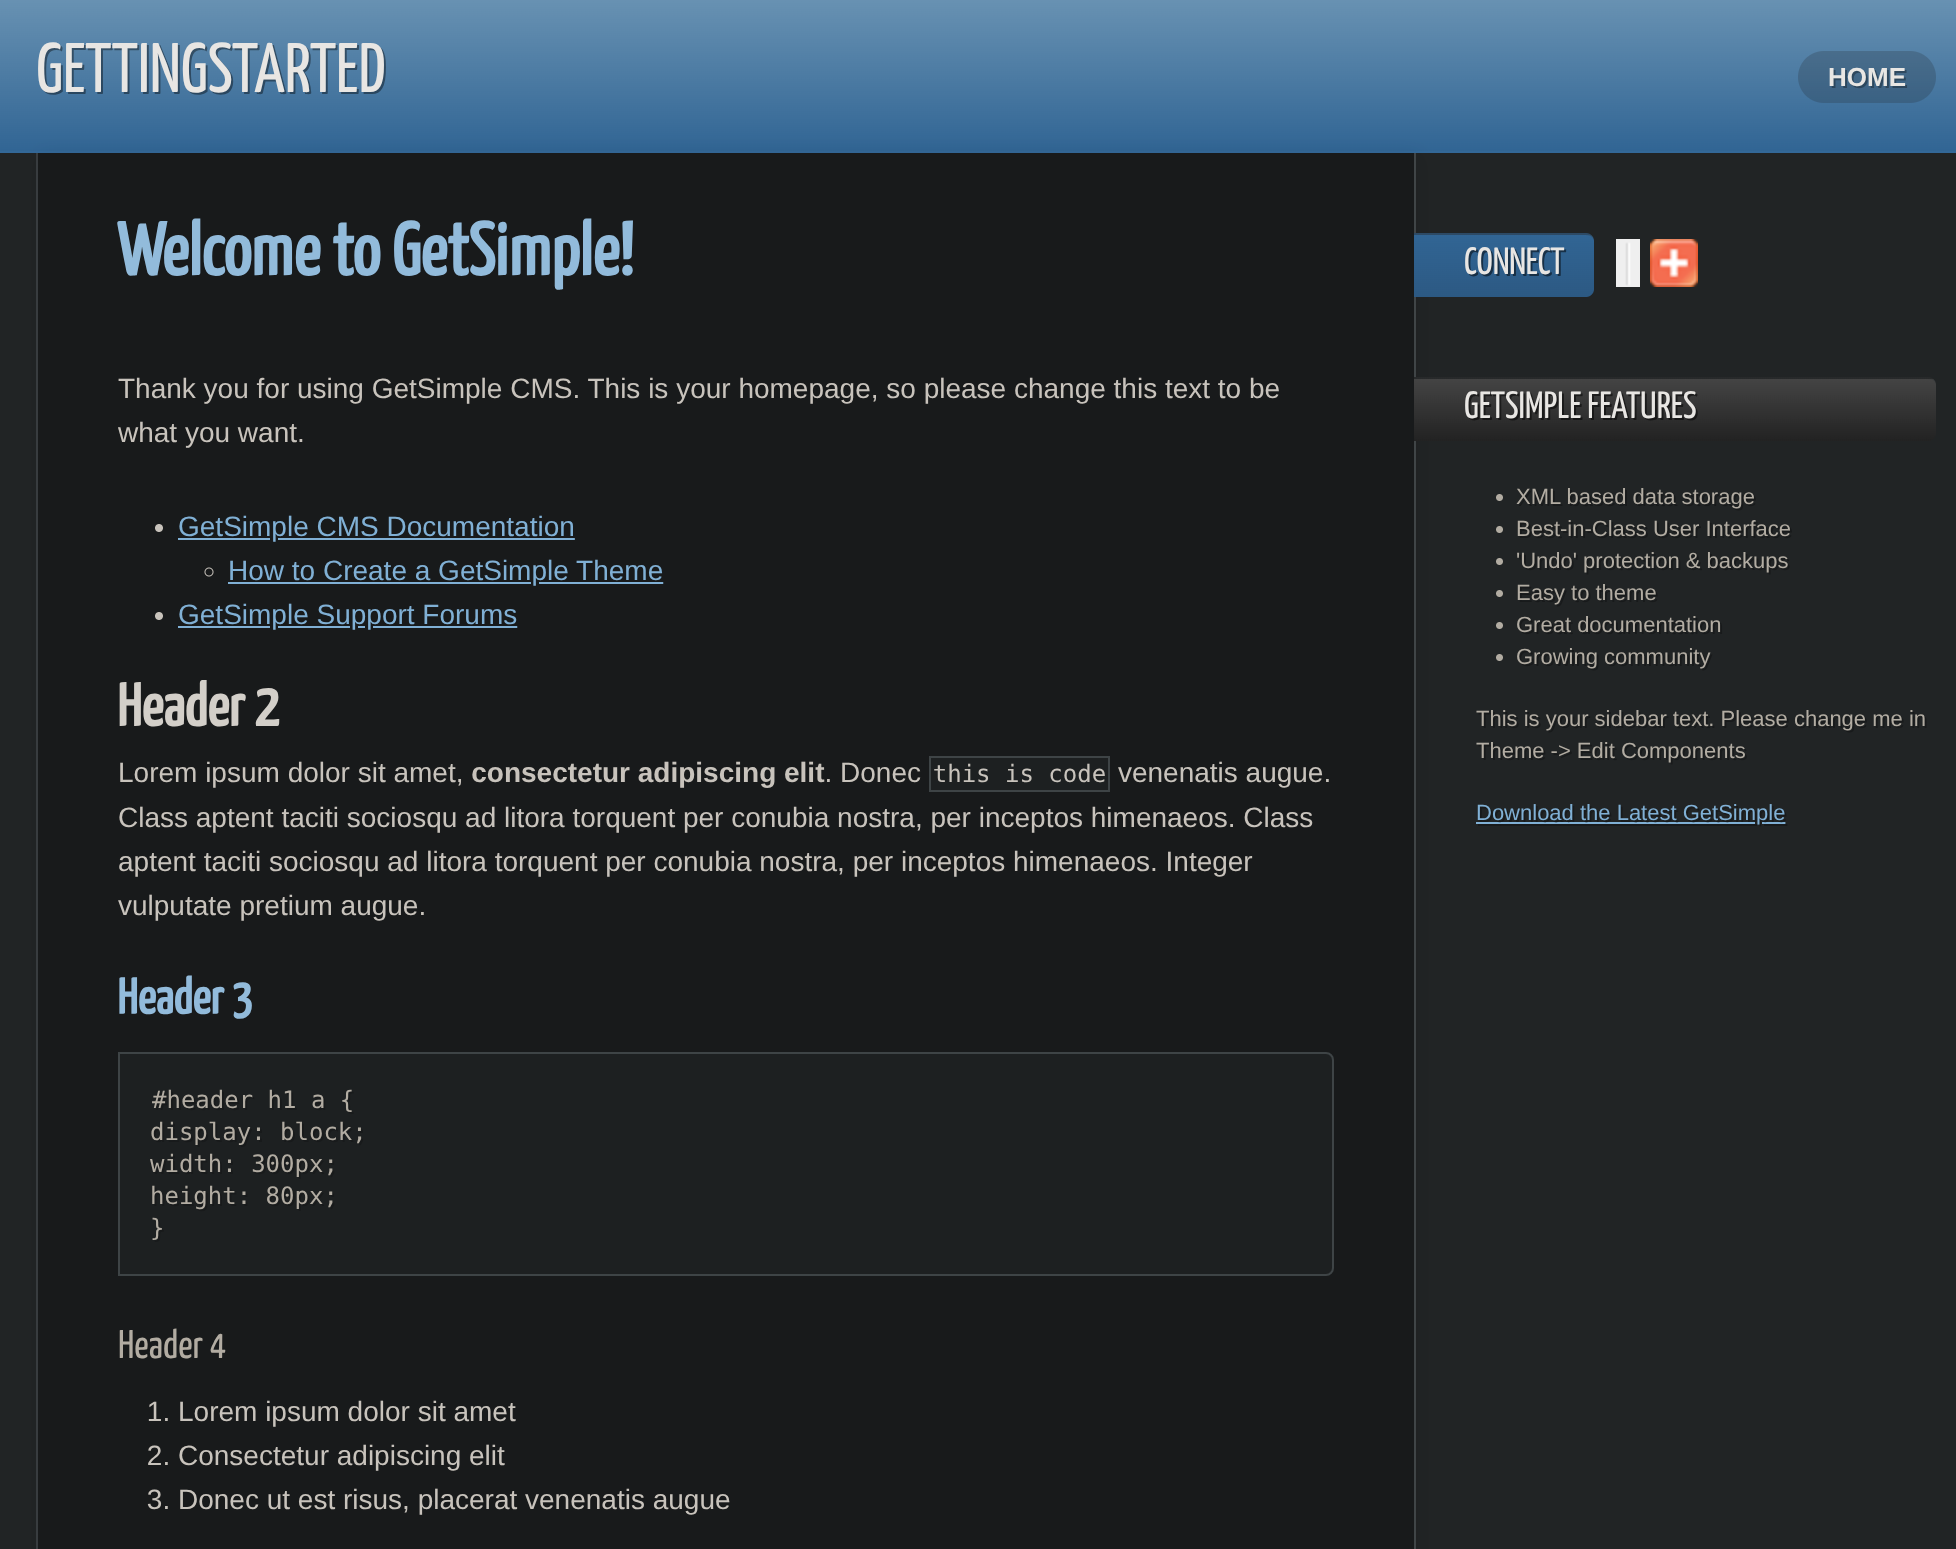 GETTINGSTARTED
HOME
Welcome to GetSimple!
Thank you for using GetSimple CMS. This is your homepage, so please change this text to be
what you want.
GetSimple CMS Documentation
How to Create a GetSimple Theme
GetSimple Support Forums
Header 2
Lorem ipsum dolor sit amet, consectetur adipiscing elit. Donec this is code venenatis augue.
Class aptent taciti sociosqu ad litora torquent per conubia nostra, per inceptos himenaeos. Class
aptent taciti sociosqu ad litora torquent per conubia nostra, per inceptos himenaeos. Integer
vulputate pretium augue.
Header 3
#header h1 a {
display: block;
width: 300px;
height: 80px;
}
Header 4
1. Lorem ipsum dolor sit amet
2. Consectetur adipiscing elit
3. Donec ut est risus, placerat venenatis augue
CONNECT
GETSIMPLE FEATURES
XML based data storage
Best-in-Class User Interface
'Undo' protection & backups
Easy to theme
Great documentation
Growing community
This is your sidebar text. Please change me in
Theme -> Edit Components
Download the Latest GetSimple